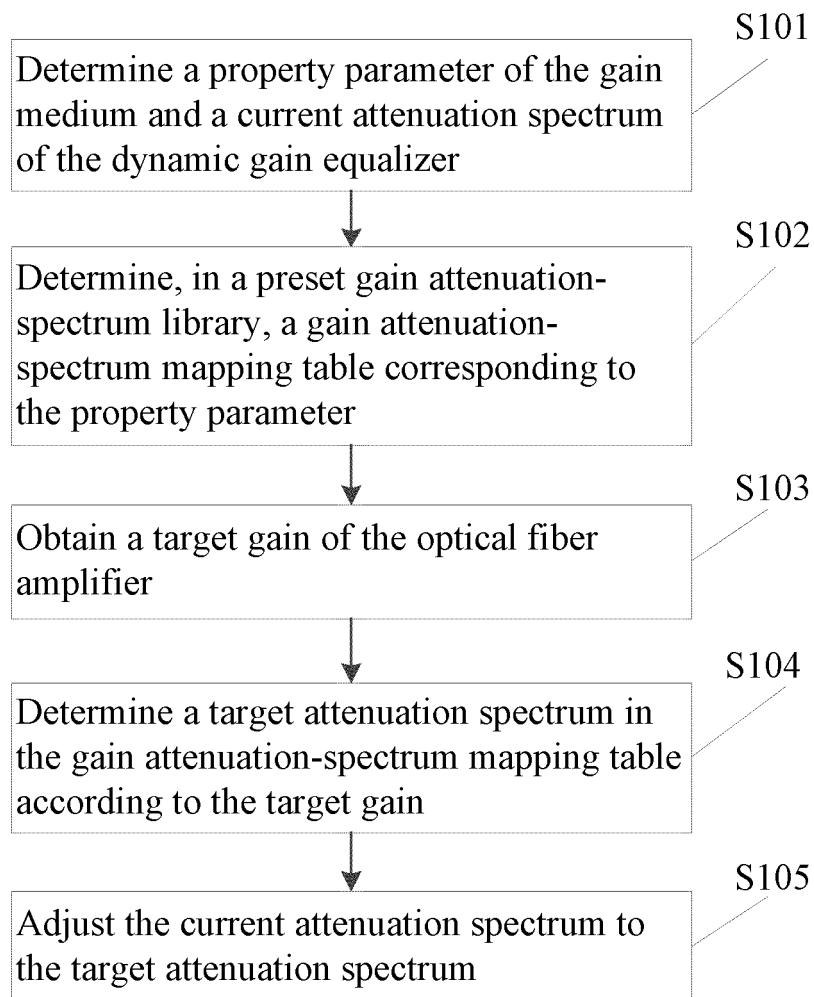 S101
Determine a property parameter of the gain
medium and a current attenuation spectrum
of the dynamic gain equalizer
S102
Determine, in a preset gain attenuation-
spectrum library, a gain attenuation-
spectrum mapping table corresponding to
the property parameter
S103
Obtain a target gain of the optical fiber
amplifier
S104
Determine a target attenuation spectrum in
the gain attenuation-spectrum mapping table
according to the target gain
S105
Adjust the current attenuation spectrum to
the target attenuation spectrum